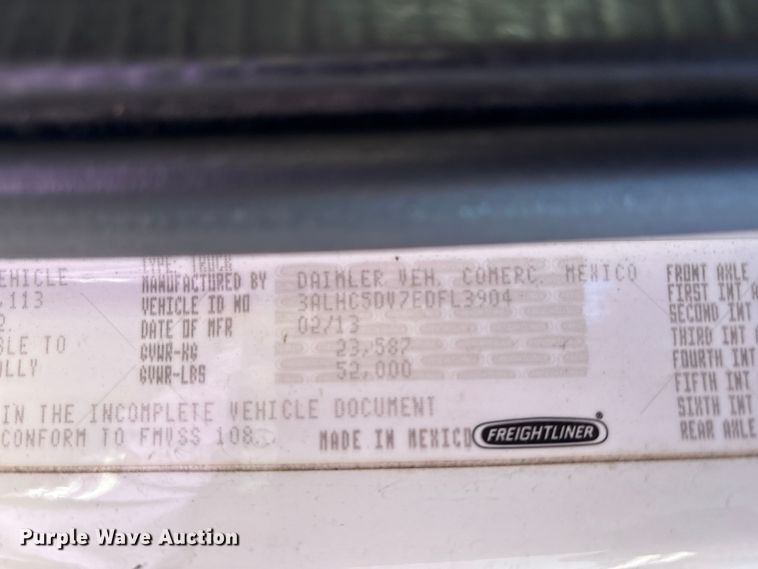 TYPE: TRUCK
EHICLE MANUFACTURED BY DAIMLER VEH. COMERC. MEXICO FRONT AXLE
113 VEHICLE ID NO 3ALHC5DV7EDFL3904 FIRST INT
DATE OF MFR 02/13 SECOND INT
BLE TO GVWR-KG 23,587 THIRD INT
LLY GVWR-LBS 52,000 FOURTH INT
FIFTH INT
IN THE INCOMPLETE VEHICLE DOCUMENT SIXTH INT
CONFORM TO FMVSS 108. MADE IN MEXICO FREIGHTLINER REAR AXLE
Purple Wave Auction